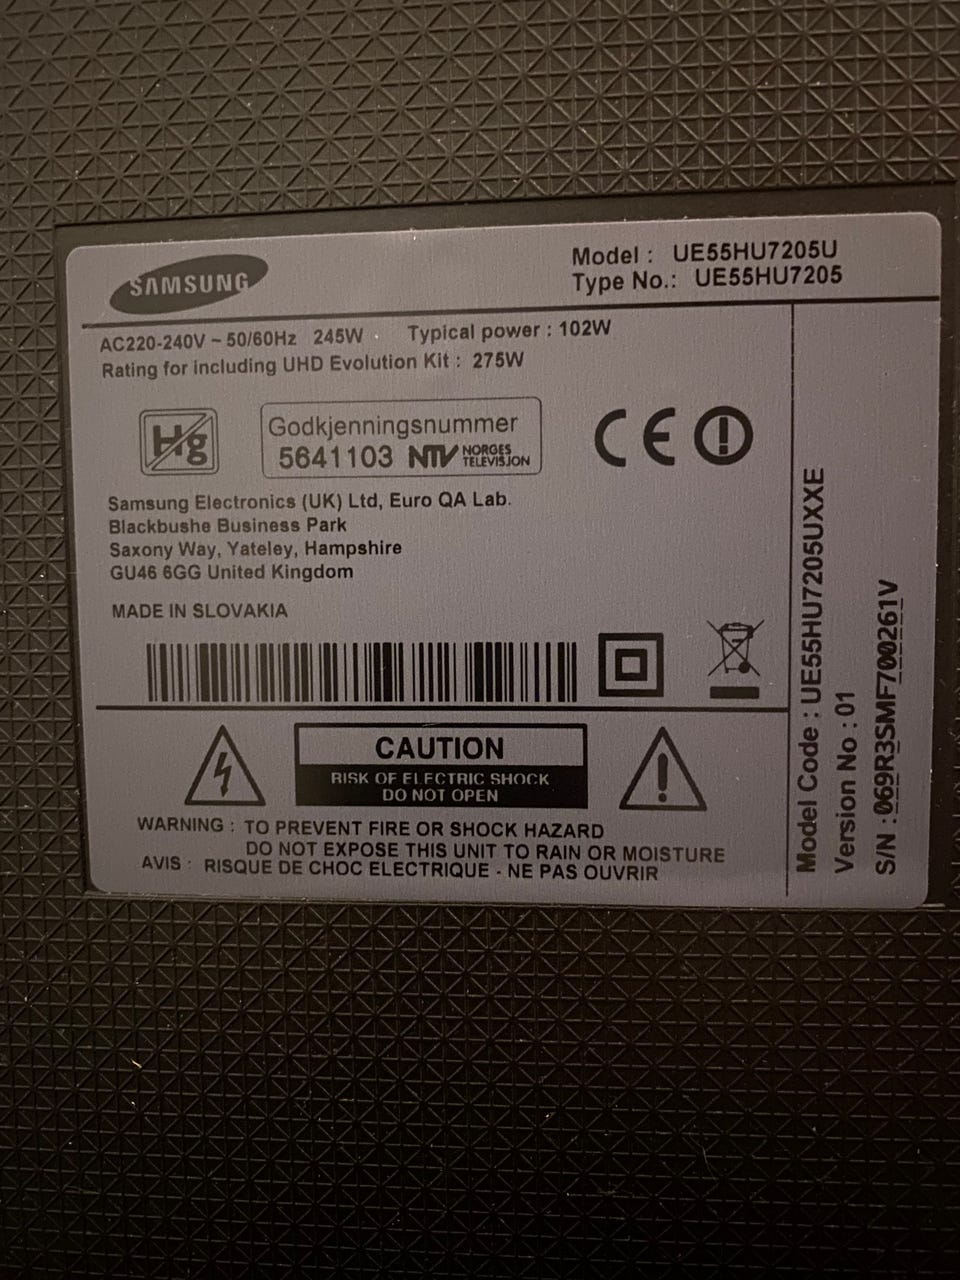 SAMSUNG
Model : UE55HU7205U
Type No.: UE55HU7205
AC220-240V ~ 50/60Hz 245W Typical power : 102W
Rating for including UHD Evolution Kit : 275W
Hg
Godkjenningsnummer
5641103 NTV NORGES
TELEVISJON
CE
Samsung Electronics (UK) Ltd, Euro QA Lab.
Blackbushe Business Park
Saxony Way, Yateley, Hampshire
GU46 6GG United Kingdom
MADE IN SLOVAKIA
CAUTION
RISK OF ELECTRIC SHOCK
DO NOT OPEN
WARNING : TO PREVENT FIRE OR SHOCK HAZARD
DO NOT EXPOSE THIS UNIT TO RAIN OR MOISTURE
AVIS : RISQUE DE CHOC ELECTRIQUE - NE PAS OUVRIR
Model Code : UE55HU7205UXXE
Version No : 01
S/N : 069R3SMF700261V